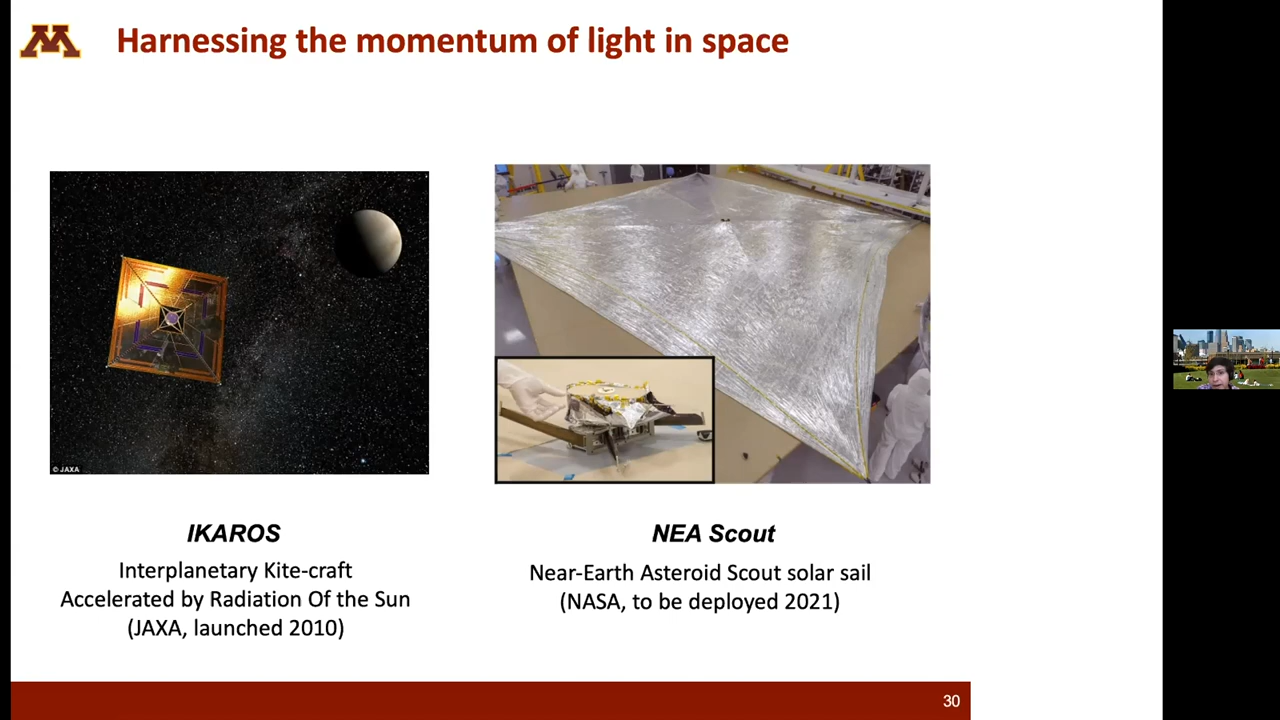 Harnessing the momentum of light in space
© JAXA
IKAROS
Interplanetary Kite-craft
Accelerated by Radiation Of the Sun
(JAXA, launched 2010)
NEA Scout
Near-Earth Asteroid Scout solar sail
(NASA, to be deployed 2021)
30